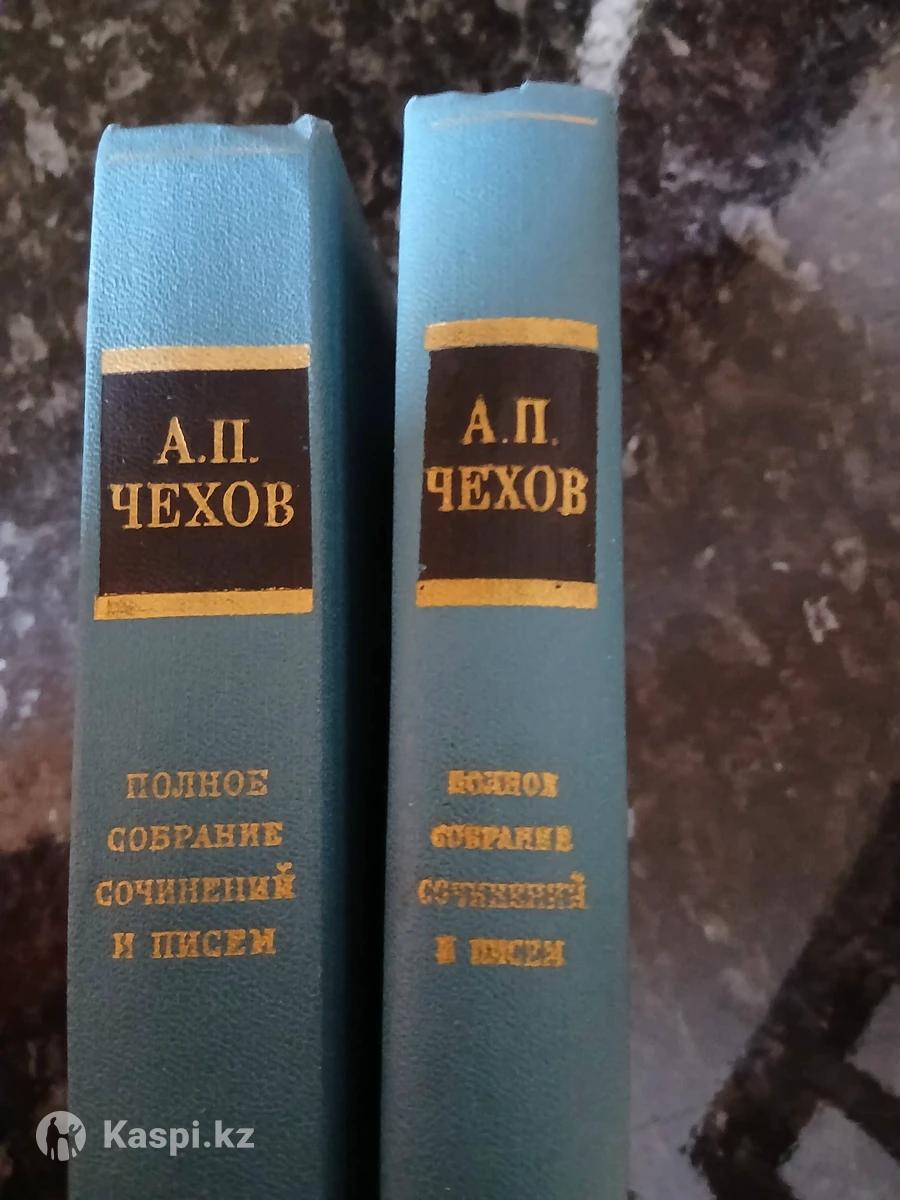 А.П.
ЧЕХОВ
ПОЛНОЕ
СОБРАНИЕ
СОЧИНЕНИЙ
И ПИСЕМ
А.П.
ЧЕХОВ
ПОЛНОЕ
СОБРАНИЕ
СОЧИНЕНИЙ
И ПИСЕМ
Kaspi.kz